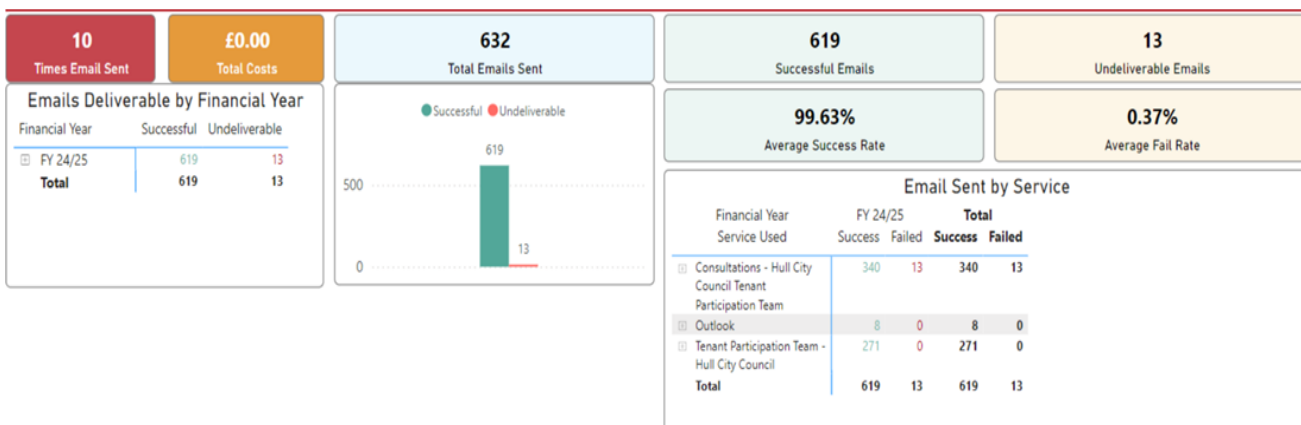 10
Times Email Sent
£0.00
Total Costs
632
Total Emails Sent
619
Successful Emails
13
Undeliverable Emails
Emails Deliverable by Financial Year
Financial Year Successful Undeliverable
FY 24/25 619 13
Total 619 13
Successful Undeliverable
619
500
13
0
99.63%
Average Success Rate
0.37%
Average Fail Rate
Email Sent by Service
Financial Year FY 24/25 Total
Service Used Success Failed Success Failed
Consultations - Hull City 340 13 340 13
Council Tenant
Participation Team
Outlook 8 0 8 0
Tenant Participation Team - 271 0 271 0
Hull City Council
Total 619 13 619 13